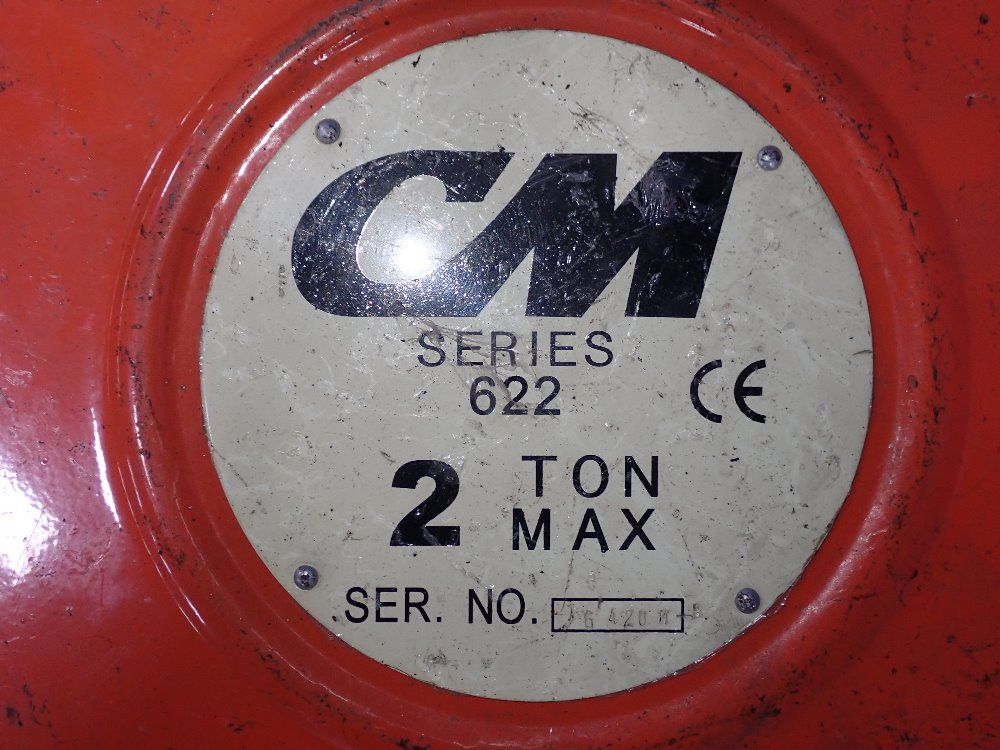 CM
SERIES
622
CE
2 TON
MAX
SER. NO.